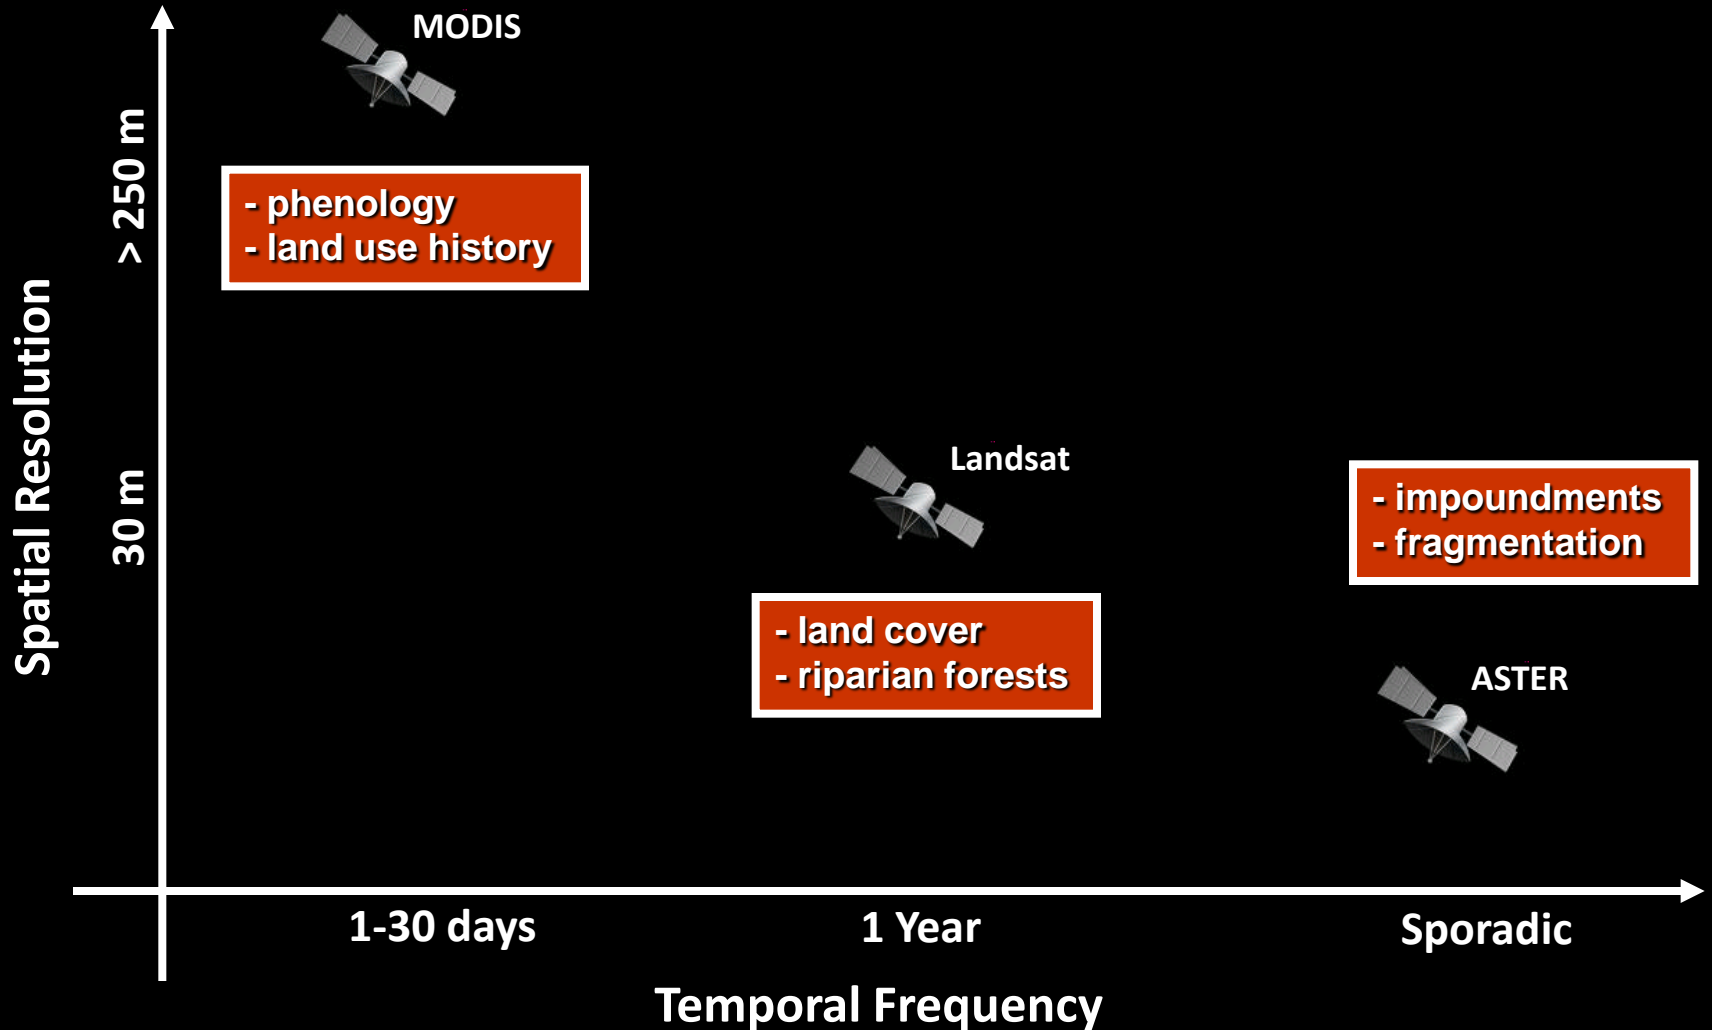 MODIS
> 250 m
- phenology
- land use history
Spatial Resolution
30 m
Landsat
- impoundments
- fragmentation
- land cover
- riparian forests
ASTER
1-30 days
1 Year
Sporadic
Temporal Frequency